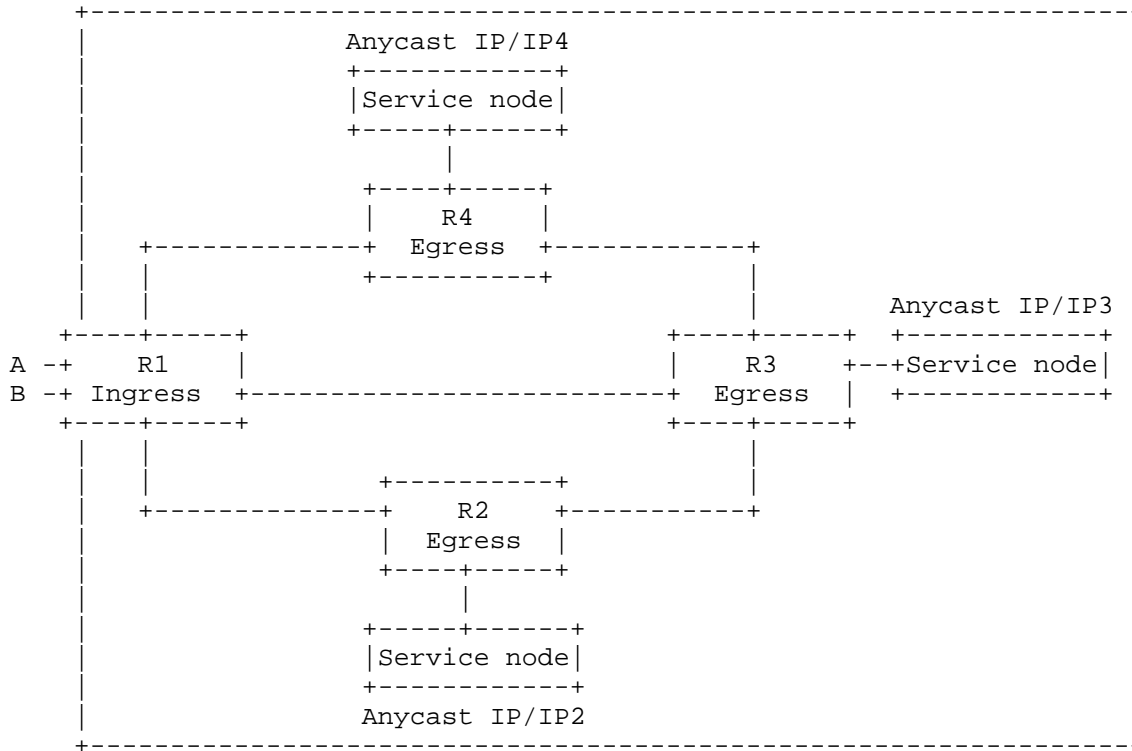 Anycast IP/IP4
Service node
R4
Egress
Anycast IP/IP3
A R1 R3 Service node
B Ingress Egress
R2
Egress
Service node
Anycast IP/IP2